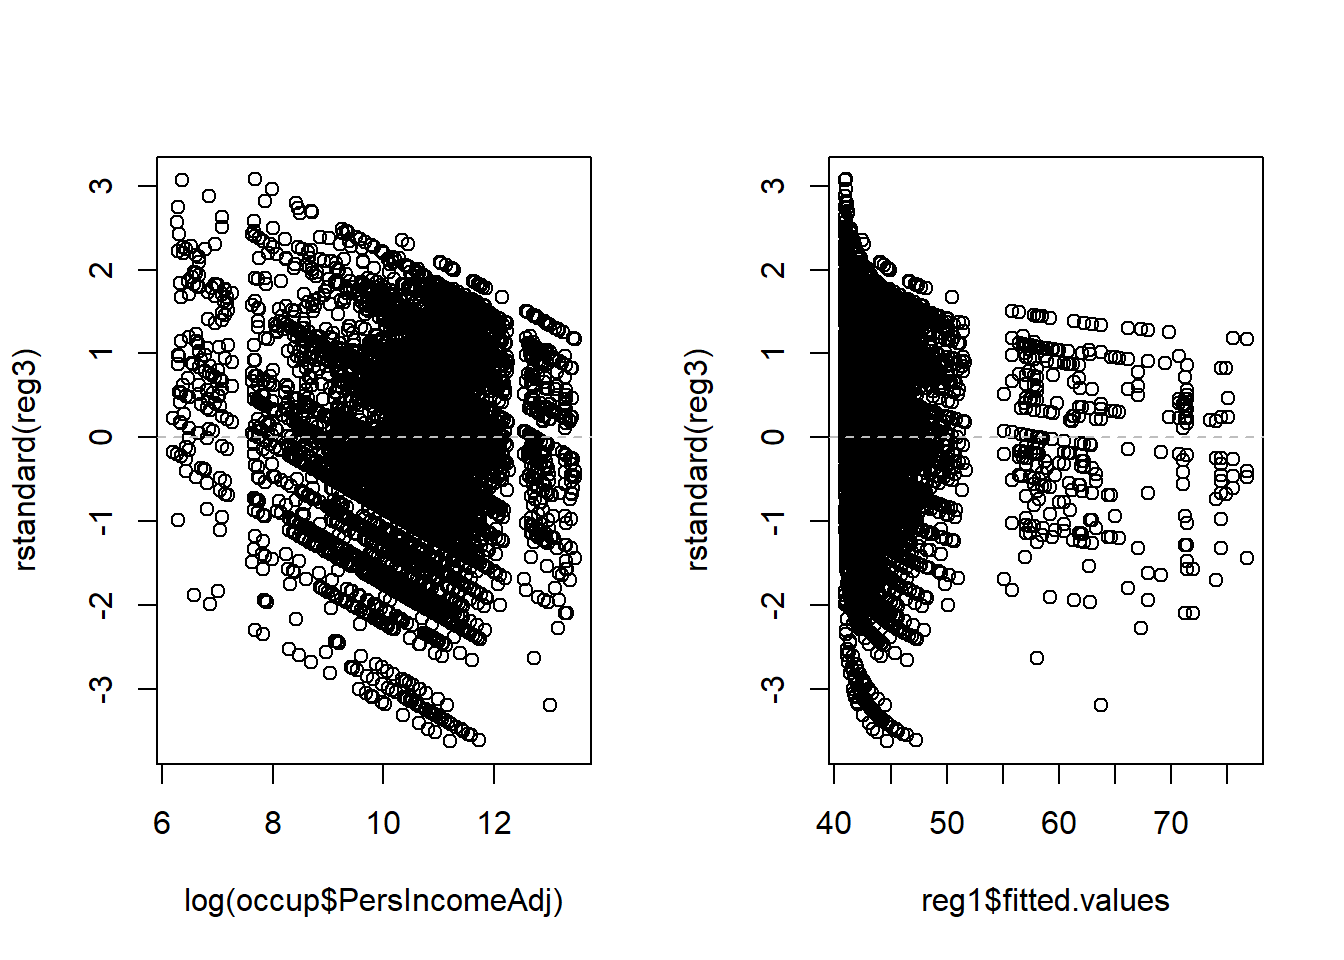 3
2
1
0
-1
-2
-3
rstandard(reg3)
6 8 10 12
log(occup$PersIncomeAdj)
3
2
1
0
-1
-2
-3
rstandard(reg3)
40 50 60 70
reg1$fitted.values